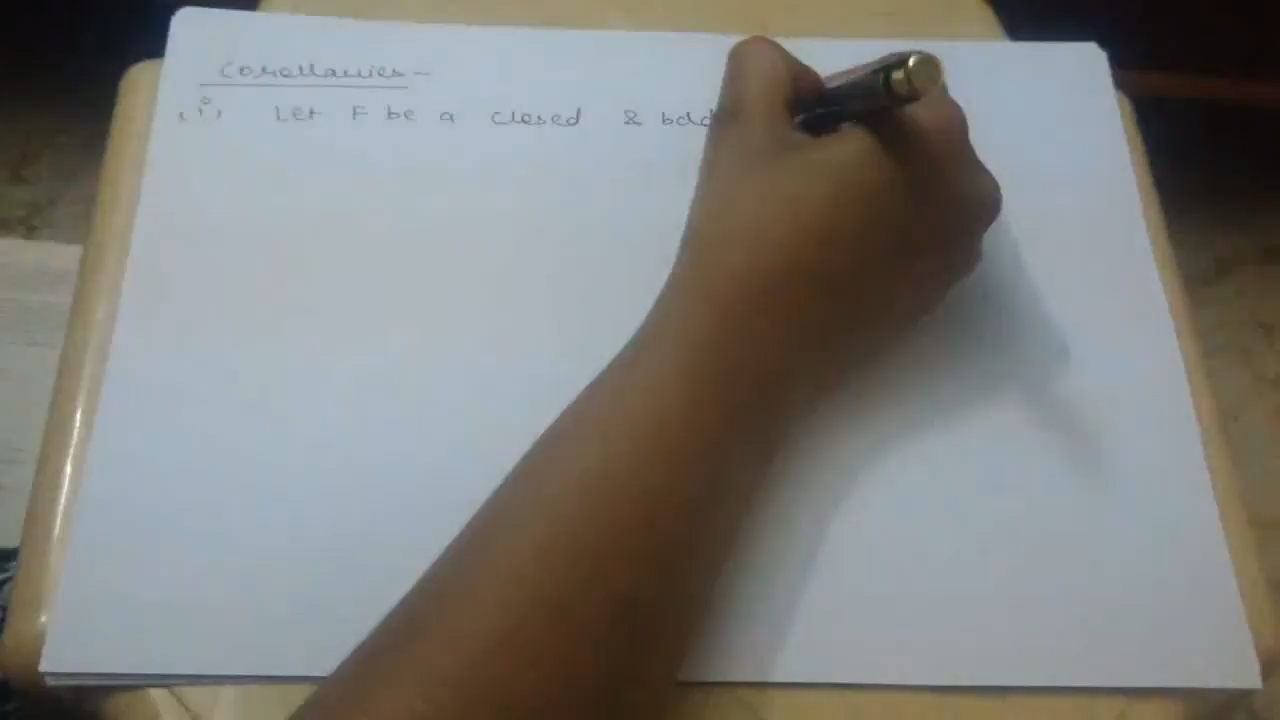 Corollaries -
(i) Let F be a closed & bdd